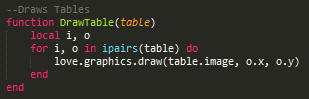 --Draws Tables
function DrawTable(table)
    local i, o
    for i, o in ipairs(table) do
        love.graphics.draw(table.image, o.x, o.y)
    end
end